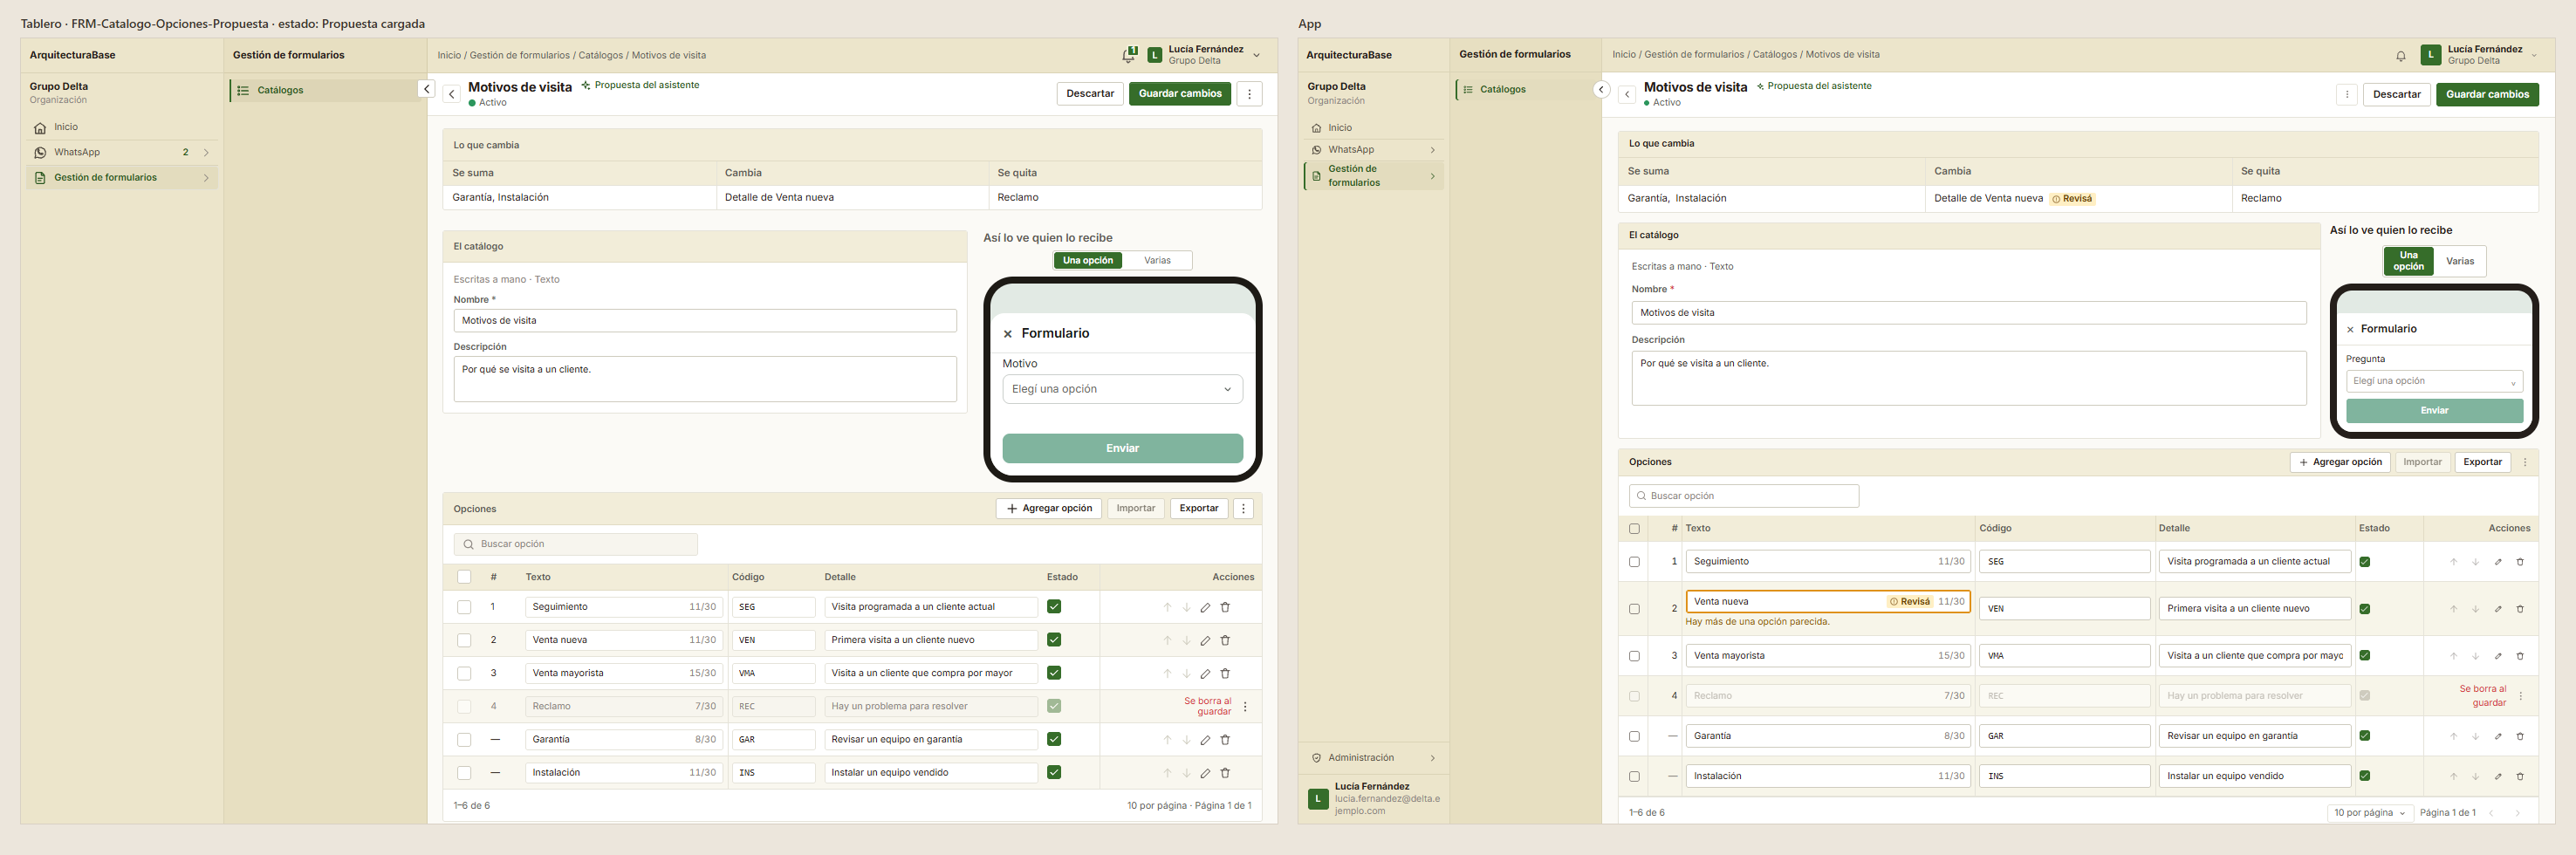 Tablero · FRM-Catalogo-Opciones-Propuesta · estado: Propuesta cargada
ArquitecturaBase
Grupo Delta
Organización
Inicio
WhatsApp 2
Gestión de formularios
Gestión de formularios
Catálogos
Inicio / Gestión de formularios / Catálogos / Motivos de visita
1
L
Lucía Fernández
Grupo Delta
Motivos de visita
Propuesta del asistente
Activo
Descartar
Guardar cambios
Lo que cambia
Se suma Cambia Se quita
Garantía, Instalación Detalle de Venta nueva Reclamo
El catálogo
Escritas a mano · Texto
Nombre *
Motivos de visita
Descripción
Por qué se visita a un cliente.
Así lo ve quien lo recibe
Una opción Varias
Formulario
Motivo
Elegí una opción
Enviar
Opciones
Agregar opción Importar Exportar
Buscar opción
# Texto Código Detalle Estado Acciones
1 Seguimiento 11/30 SEG Visita programada a un cliente actual
2 Venta nueva 11/30 VEN Primera visita a un cliente nuevo
3 Venta mayorista 15/30 VMA Visita a un cliente que compra por mayor
4 Reclamo 7/30 REC Hay un problema para resolver Se borra al
guardar
— Garantía 8/30 GAR Revisar un equipo en garantía
— Instalación 11/30 INS Instalar un equipo vendido
1–6 de 6 10 por página · Página 1 de 1
App
ArquitecturaBase
Grupo Delta
Organización
Inicio
WhatsApp
Gestión de
formularios
Administración
L
Lucía Fernández
lucia.fernandez@delta.e
jemplo.com
Gestión de formularios
Catálogos
Inicio / Gestión de formularios / Catálogos / Motivos de visita
L
Lucía Fernández
Grupo Delta
Motivos de visita
Propuesta del asistente
Activo
Descartar
Guardar cambios
Lo que cambia
Se suma Cambia Se quita
Garantía, Instalación Detalle de Venta nueva Revisá Reclamo
El catálogo
Escritas a mano · Texto
Nombre *
Motivos de visita
Descripción
Por qué se visita a un cliente.
Así lo ve quien lo recibe
Una
opción
Varias
Formulario
Pregunta
Elegí una opción
Enviar
Opciones
Agregar opción Importar Exportar
Buscar opción
# Texto Código Detalle Estado Acciones
1 Seguimiento 11/30 SEG Visita programada a un cliente actual
2 Venta nueva Revisá 11/30 VEN Primera visita a un cliente nuevo
Hay más de una opción parecida.
3 Venta mayorista 15/30 VMA Visita a un cliente que compra por mayo
4 Reclamo 7/30 REC Hay un problema para resolver Se borra al
guardar
— Garantía 8/30 GAR Revisar un equipo en garantía
— Instalación 11/30 INS Instalar un equipo vendido
1–6 de 6 10 por página Página 1 de 1